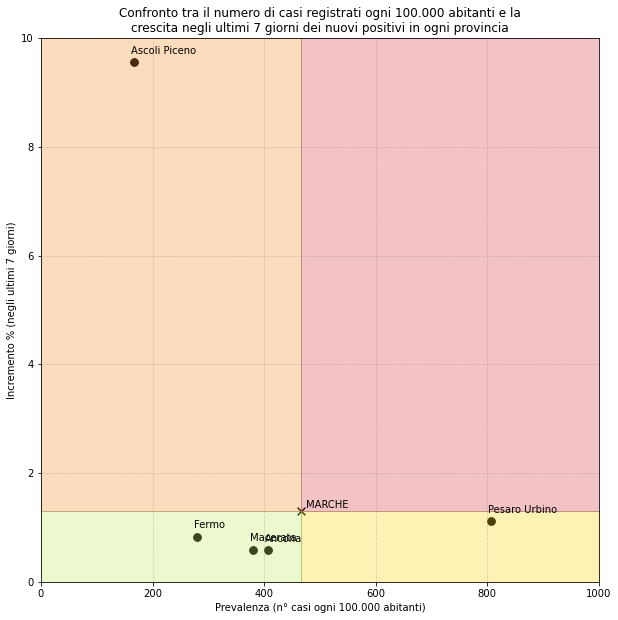 Confronto tra il numero di casi registrati ogni 100.000 abitanti e la
crescita negli ultimi 7 giorni dei nuovi positivi in ogni provincia
10
Ascoli Piceno
8
6
Incremento % (negli ultimi 7 giorni)
4
2
MARCHE
Pesaro Urbino
Fermo
Macerata
Ancona
0
0
200
400
600
800
1000
Prevalenza (n° casi ogni 100.000 abitanti)